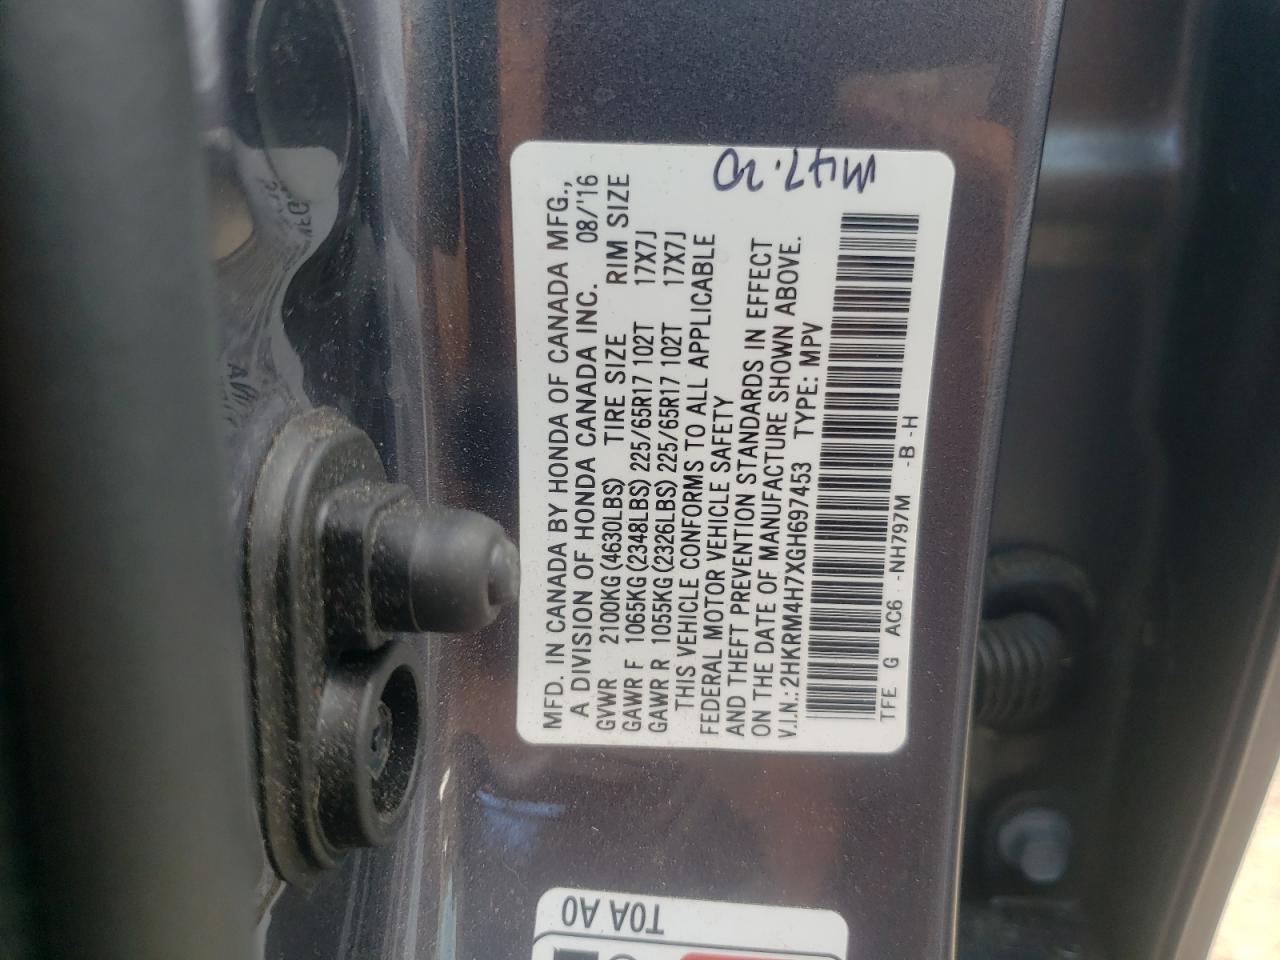 MFD. IN CANADA BY HONDA OF CANADA MFG.,
A DIVISION OF HONDA CANADA INC. 08/'16
GVWR 2100KG(4630LBS) TIRE SIZE RIM SIZE
GAWR F 1065KG(2348LBS) 225/65R17 102T 17X7J
GAWR R 1055KG(2326LBS) 225/65R17 102T 17X7J
THIS VEHICLE CONFORMS TO ALL APPLICABLE
FEDERAL MOTOR VEHICLE SAFETY
AND THEFT PREVENTION STANDARDS IN EFFECT
ON THE DATE OF MANUFACTURE SHOWN ABOVE.
V.I.N.:2HKRM4H7XGH697453 TYPE: MPV
TFE G AC6 -NH797M -B -H
T0A A0